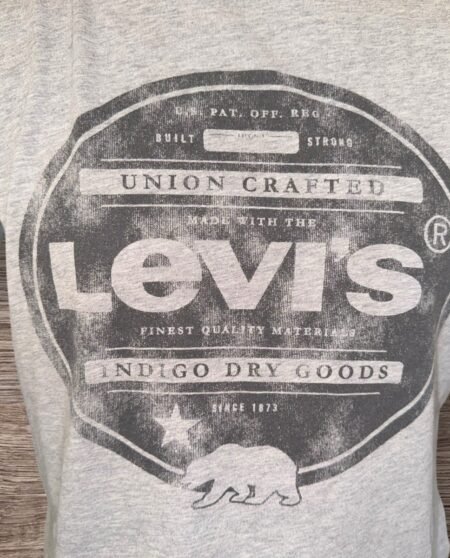 U.S. PAT. OFF. REG
BUILT STRONG
UNION CRAFTED
MADE WITH THE
LEVI'S ®
FINEST QUALITY MATERIALS
INDIGO DRY GOODS
SINCE 1873